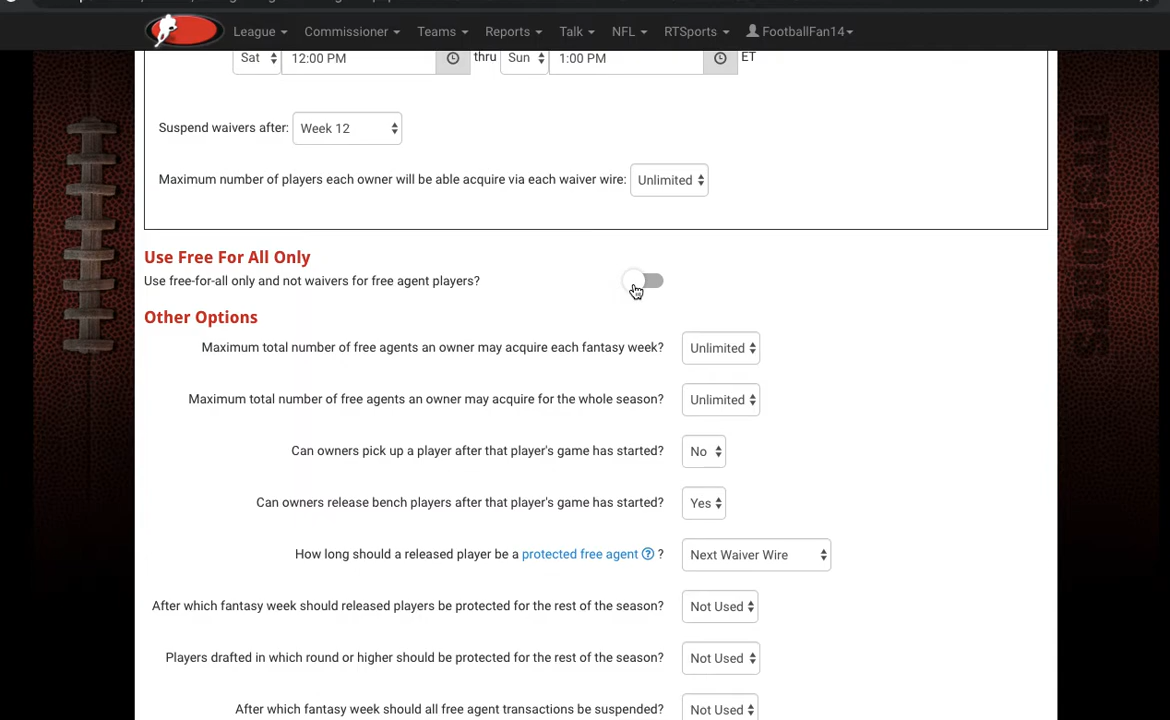 League Commissioner Teams Reports Talk NFL RTSports FootballFan14
Sat 12:00 PM thru Sun 1:00 PM ET
Suspend waivers after: Week 12
Maximum number of players each owner will be able acquire via each waiver wire: Unlimited
Use Free For All Only
Use free-for-all only and not waivers for free agent players?
Other Options
Maximum total number of free agents an owner may acquire each fantasy week? Unlimited
Maximum total number of free agents an owner may acquire for the whole season? Unlimited
Can owners pick up a player after that player's game has started? No
Can owners release bench players after that player's game has started? Yes
How long should a released player be a protected free agent ? ? Next Waiver Wire
After which fantasy week should released players be protected for the rest of the season? Not Used
Players drafted in which round or higher should be protected for the rest of the season? Not Used
After which fantasy week should all free agent transactions be suspended? Not Used
RTSPORTS